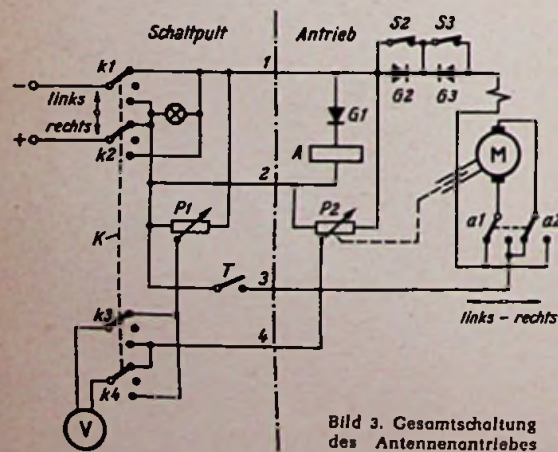 Schaltpult
Antrieb
S2
S3
k1
1
G2
G3
−
links
rechts
+
k2
G1
A
M
2
P1
P2
a1
a2
K
T
3
k3
4
links - rechts
k4
V
Bild 3. Gesamtschaltung
des Antennenantriebes